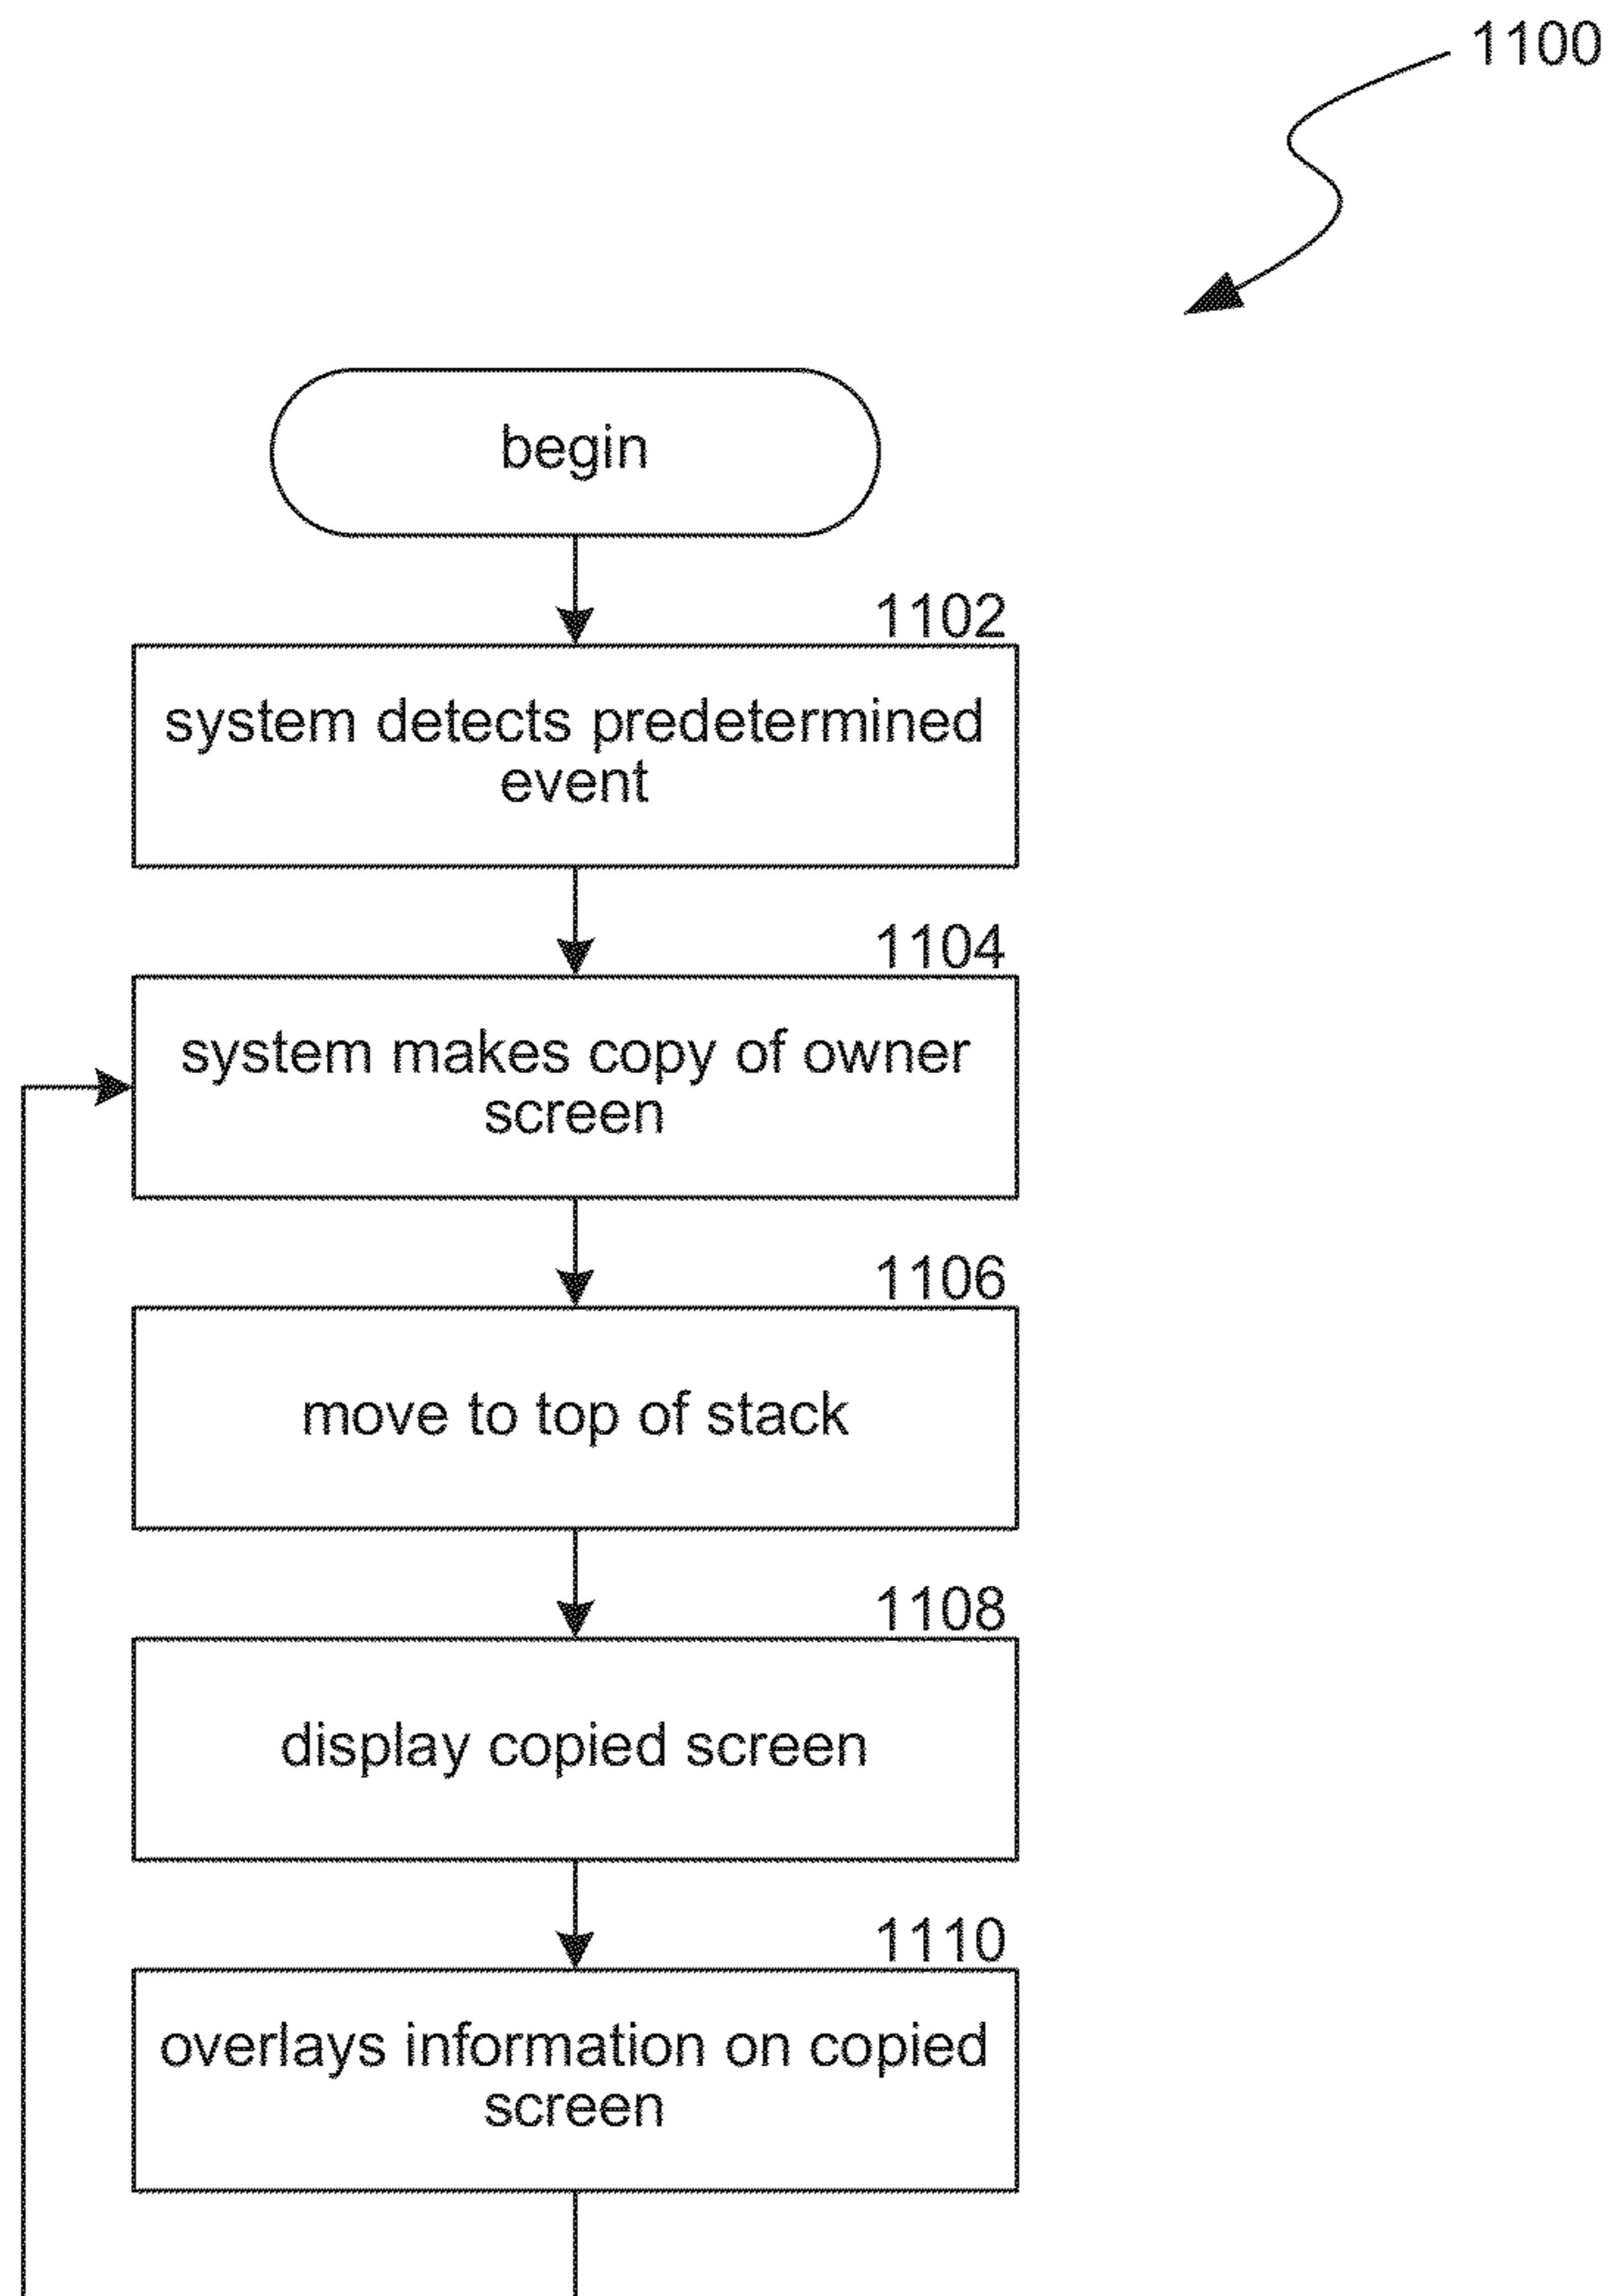 1100
begin
1102
system detects predetermined
event
1104
system makes copy of owner
screen
1106
move to top of stack
1108
display copied screen
1110
overlays information on copied
screen